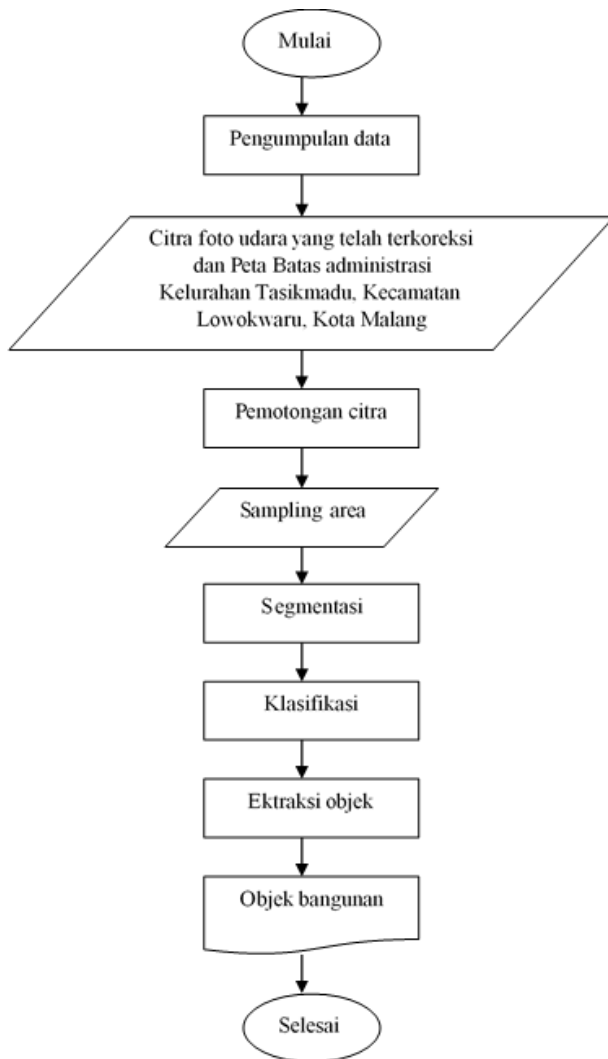 Mulai
Pengumpulan data
Citra foto udara yang telah terkoreksi
dan Peta Batas administrasi
Kelurahan Tasikmadu, Kecamatan
Lowokwaru, Kota Malang
Pemotongan citra
Sampling area
Segmentasi
Klasifikasi
Ektraksi objek
Objek bangunan
Selesai